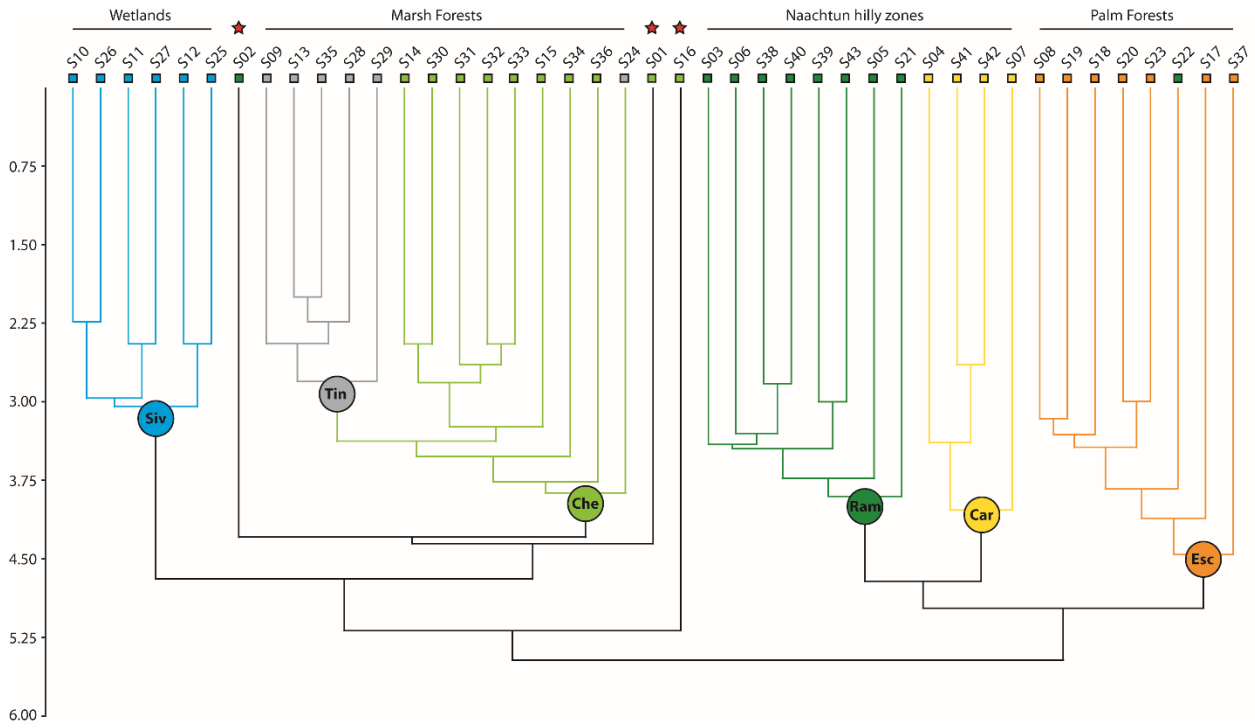 Wetlands Marsh Forests Naachtun hilly zones Palm Forests
S10 S26 S11 S27 S12 S25 S02 S09 S13 S35 S28 S29 S14 S30 S31 S32 S33 S15 S34 S36 S24 S01 S16 S03 S06 S38 S40 S39 S43 S05 S21 S04 S41 S42 S07 S08 S19 S18 S20 S23 S22 S17 S37
0.75
1.50
2.25
3.00
Tin
Siv
3.75
Che Ram Car
4.50
Esc
5.25
6.00